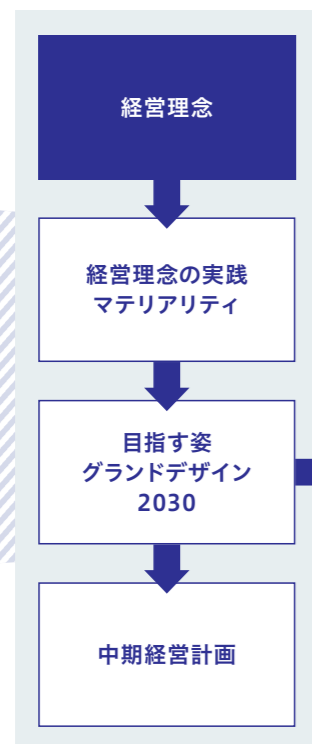 経営理念
経営理念の実践
マテリアリティ
目指す姿
グランドデザイン
2030
中期経営計画